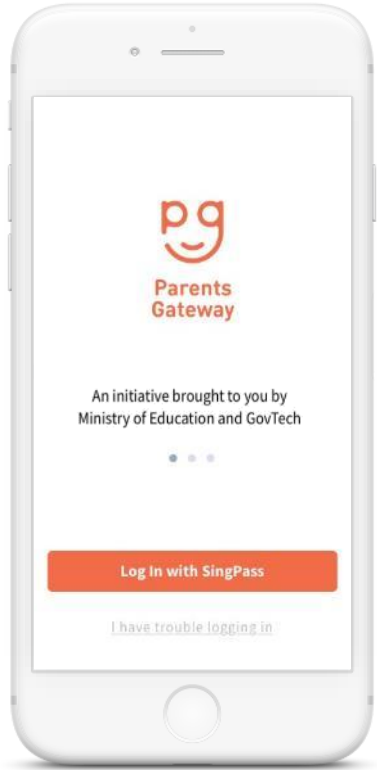 pg
Parents
Gateway
An initiative brought to you by
Ministry of Education and GovTech
Log In with SingPass
I have trouble logging in